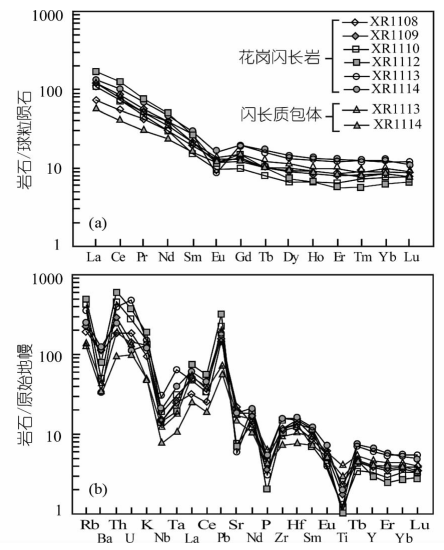 1000
100
10
1
岩石/球粒陨石
花岗闪长岩
闪长质包体
XR1108
XR1109
XR1110
XR1112
XR1113
XR1114
XR1113
XR1114
(a)
La Ce Pr Nd Sm Eu Gd Tb Dy Ho Er Tm Yb Lu
1000
100
10
1
岩石/原始地幔
(b)
Rb Th K Ta Ce Sr P Hf Eu Tb Er Lu
Ba U Nb La Pb Nd Zr Sm Ti Y Yb